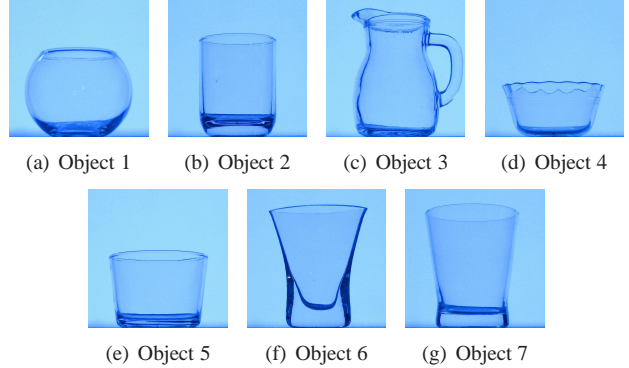 (a) Object 1
(b) Object 2
(c) Object 3
(d) Object 4
(e) Object 5
(f) Object 6
(g) Object 7